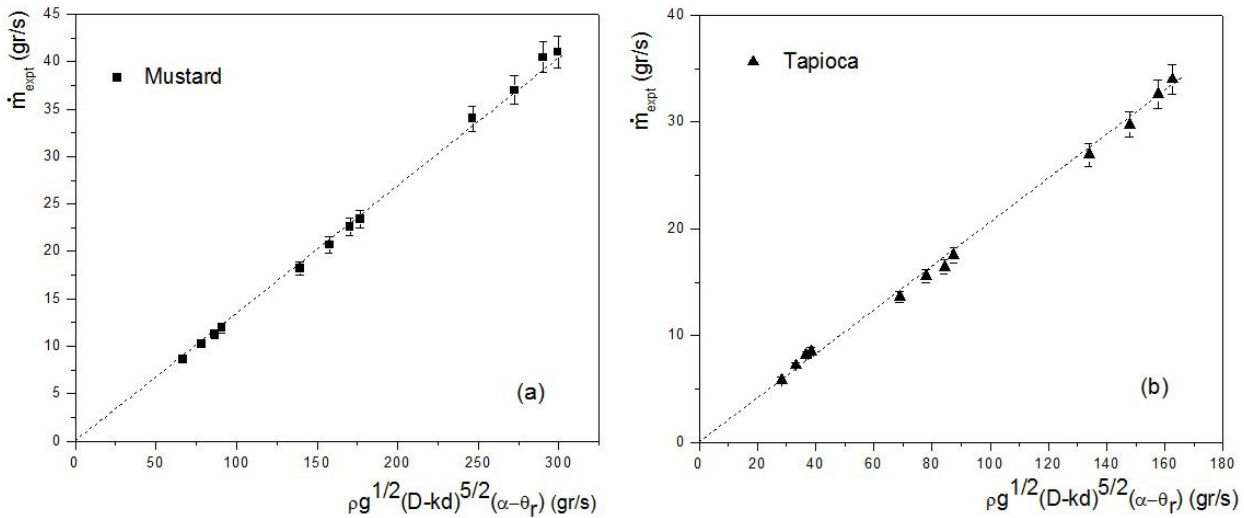 45
40
35
30
25
20
15
10
5
0
ṁexpt (gr/s)
Mustard
(a)
0 50 100 150 200 250 300
ρg1/2(D-kd)5/2(α-θr) (gr/s)
40
30
20
10
0
ṁexpt (gr/s)
Tapioca
(b)
0 20 40 60 80 100 120 140 160 180
ρg1/2(D-kd)5/2(α-θr) (gr/s)